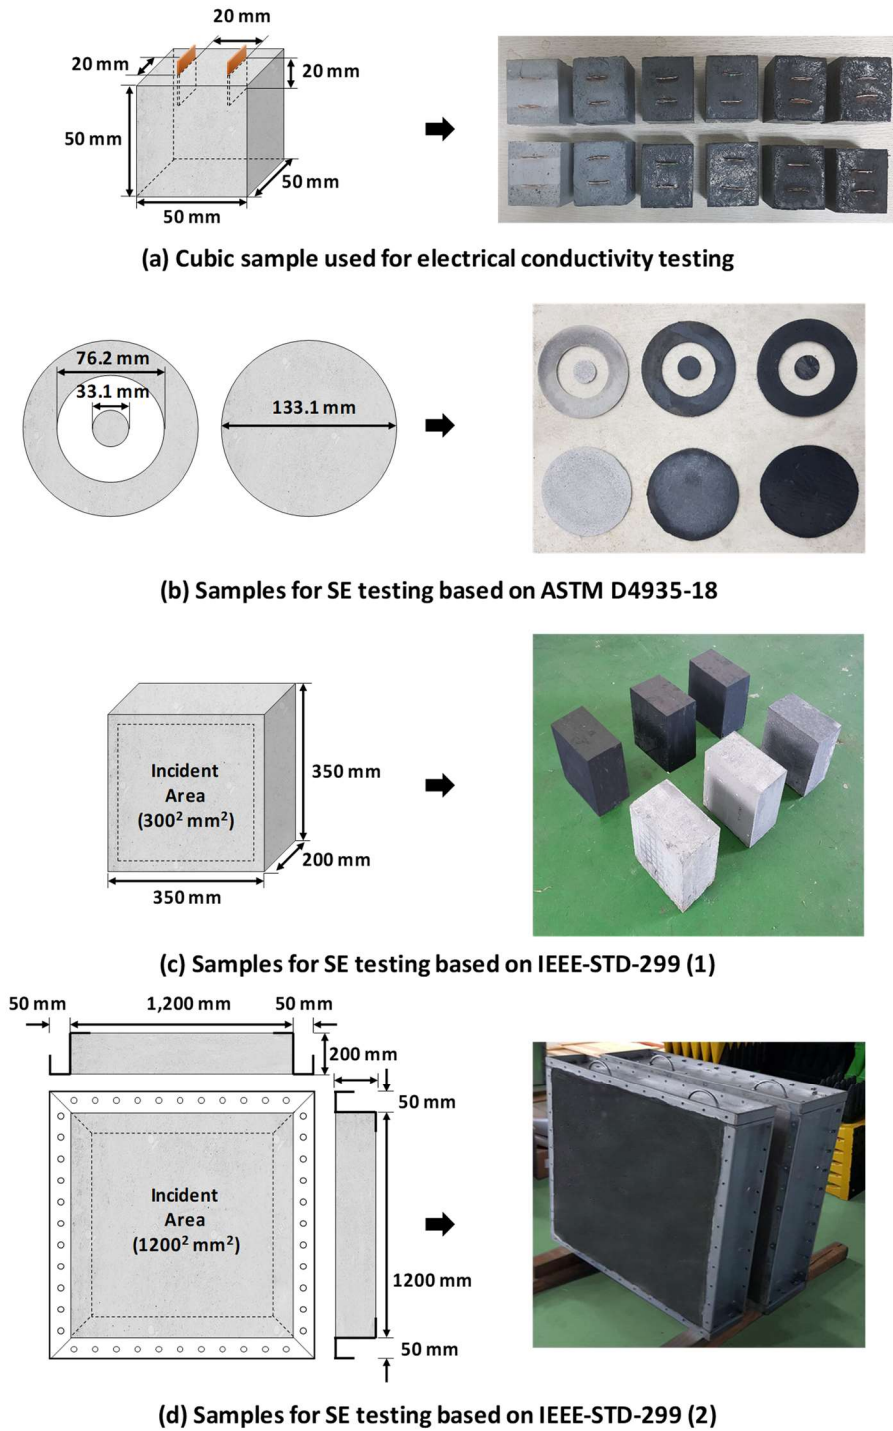 20 mm
20 mm
20 mm
50 mm
50 mm
50 mm
(a) Cubic sample used for electrical conductivity testing
76.2 mm
33.1 mm
133.1 mm
(b) Samples for SE testing based on ASTM D4935-18
Incident
Area
(300² mm²)
350 mm
200 mm
350 mm
(c) Samples for SE testing based on IEEE-STD-299 (1)
50 mm
1,200 mm
50 mm
200 mm
50 mm
Incident
Area
(1200² mm²)
1200 mm
50 mm
(d) Samples for SE testing based on IEEE-STD-299 (2)